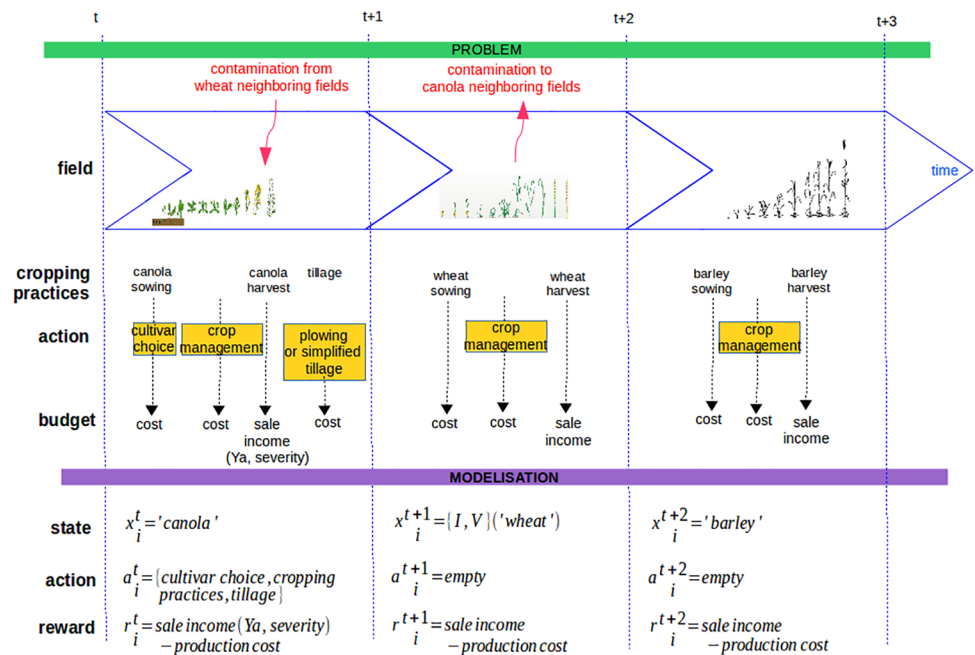 t t+1 t+2 t+3
PROBLEM
contamination from
wheat neighboring fields
contamination to
canola neighboring fields
field
time
cropping
practices
canola
sowing
canola
harvest
tillage
wheat
sowing
wheat
harvest
barley
sowing
barley
harvest
action
cultivar
choice
crop
management
plowing
or simplified
tillage
crop
management
crop
management
budget
cost
cost
sale
income
(Ya, severity)
cost
cost
cost
sale
income
cost
cost
sale
income
MODELISATION
state
x_i^t='canola'
x_i^{t+1}={I,V}('wheat')
x_i^{t+2}='barley'
action
a_i^t={cultivar choice,cropping
practices,tillage}
a_i^{t+1}=empty
a_i^{t+2}=empty
reward
r_i^t=sale income(Ya, severity)
−production cost
r_i^{t+1}=sale income
−production cost
r_i^{t+2}=sale income
−production cost